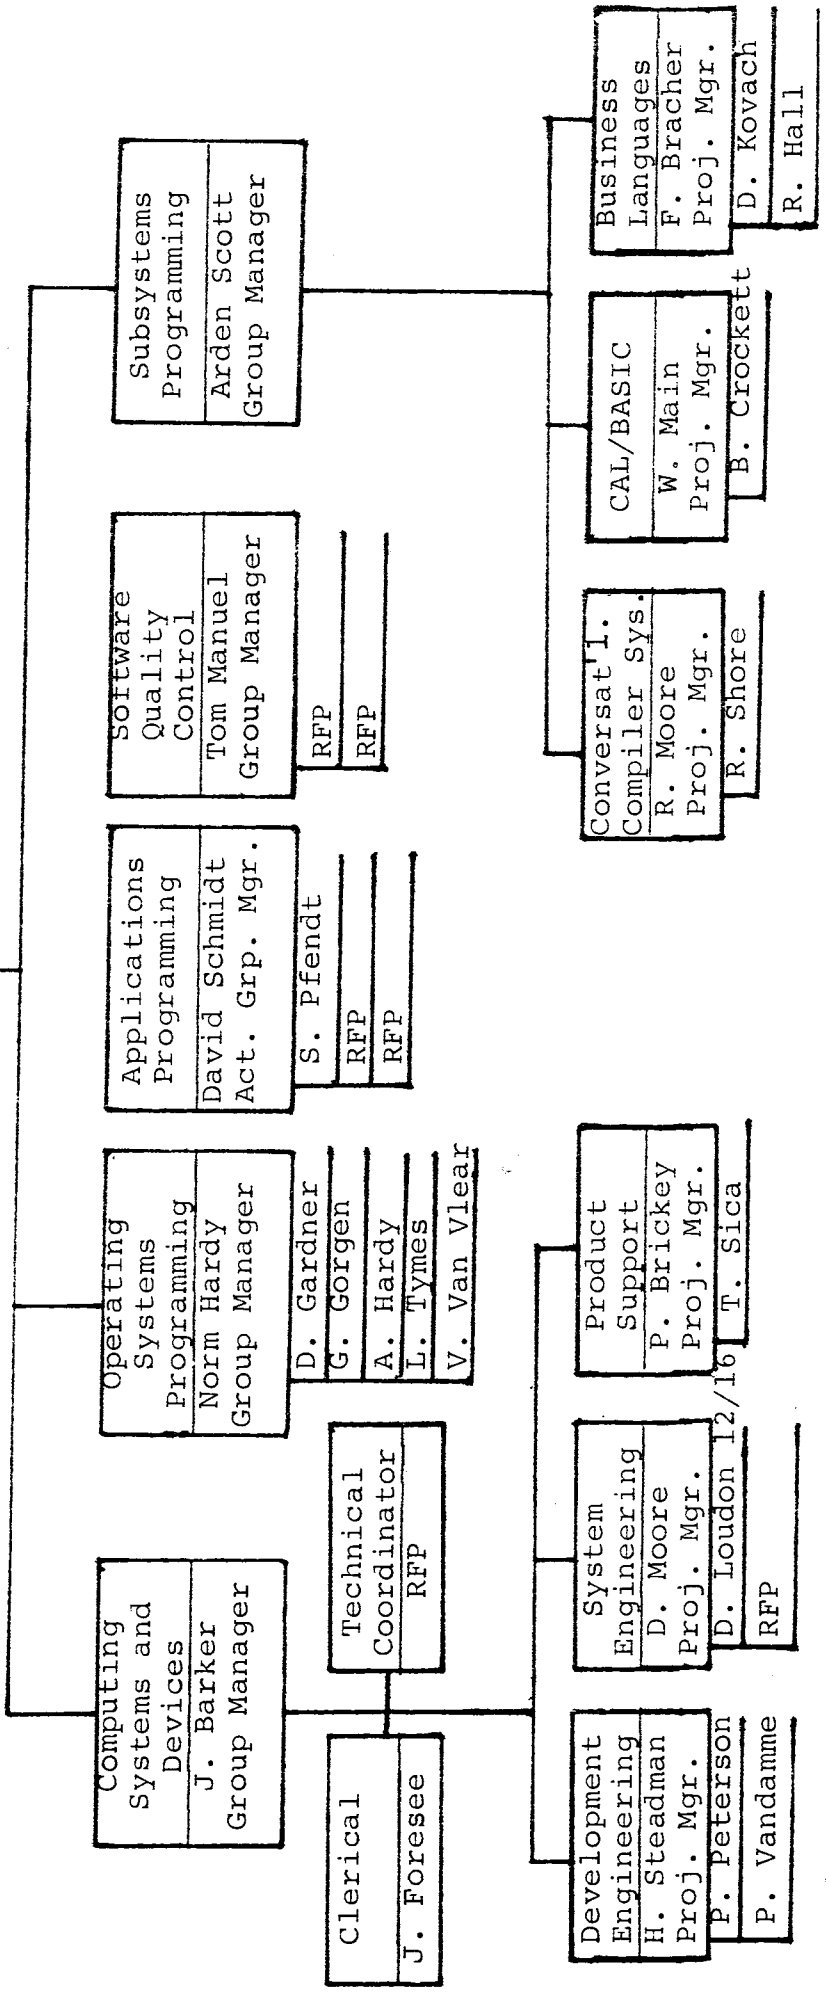 Computing
Systems and
Devices
J. Barker
Group Manager
Operating
Systems
Programming
Norm Hardy
Group Manager
D. Gardner
G. Gorgen
A. Hardy
L. Tymes
V. Van Vlear
Applications
Programming
David Schmidt
Act. Grp. Mgr.
S. Pfendt
RFP
RFP
Software
Quality
Control
Tom Manuel
Group Manager
RFP
RFP
Subsystems
Programming
Arden Scott
Group Manager
Clerical
J. Foresee
Technical
Coordinator
RFP
Development
Engineering
H. Steadman
Proj. Mgr.
P. Peterson
P. Vandamme
System
Engineering
D. Moore
Proj. Mgr.
D. Loudon 12/16
RFP
Product
Support
P. Brickey
Proj. Mgr.
T. Sica
Conversat'l.
Compiler Sys.
R. Moore
Proj. Mgr.
R. Shore
CAL/BASIC
W. Main
Proj. Mgr.
B. Crockett
Business
Languages
F. Bracher
Proj. Mgr.
D. Kovach
R. Hall